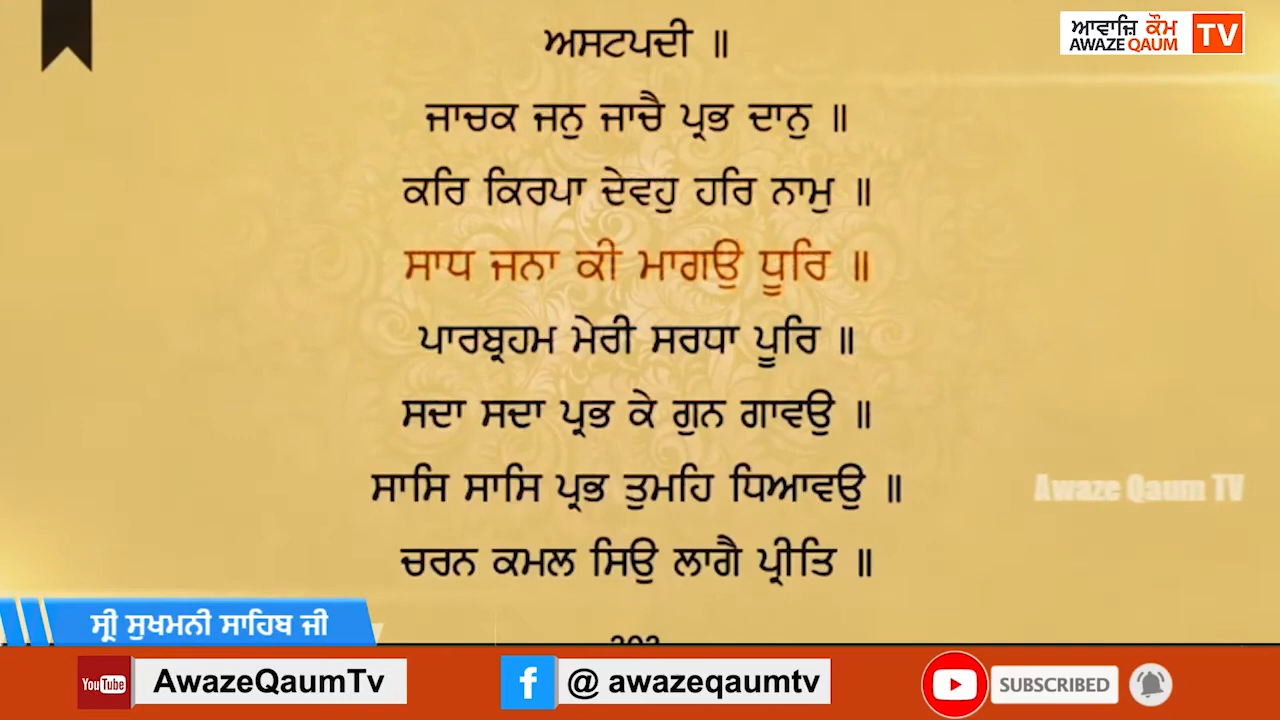 ਆਵਾਜ਼ਿ ਕੌਮ
AWAZE QAUM TV
ਅਸਟਪਦੀ ॥
ਜਾਚਕ ਜਨੁ ਜਾਚੈ ਪ੍ਰਭ ਦਾਨੁ ॥
ਕਰਿ ਕਿਰਪਾ ਦੇਵਹੁ ਹਰਿ ਨਾਮੁ ॥
ਸਾਧ ਜਨਾ ਕੀ ਮਾਗਉ ਧੂਰਿ ॥
ਪਾਰਬ੍ਰਹਮ ਮੇਰੀ ਸਰਧਾ ਪੂਰਿ ॥
ਸਦਾ ਸਦਾ ਪ੍ਰਭ ਕੇ ਗੁਨ ਗਾਵਉ ॥
ਸਾਸਿ ਸਾਸਿ ਪ੍ਰਭ ਤੁਮਹਿ ਧਿਆਵਉ ॥
Awaze Qaum TV
ਚਰਨ ਕਮਲ ਸਿਉ ਲਾਗੈ ਪ੍ਰੀਤਿ ॥
ਸ੍ਰੀ ਸੁਖਮਨੀ ਸਾਹਿਬ ਜੀ
YouTube AwazeQaumTv
f @ awazeqaumtv
SUBSCRIBED